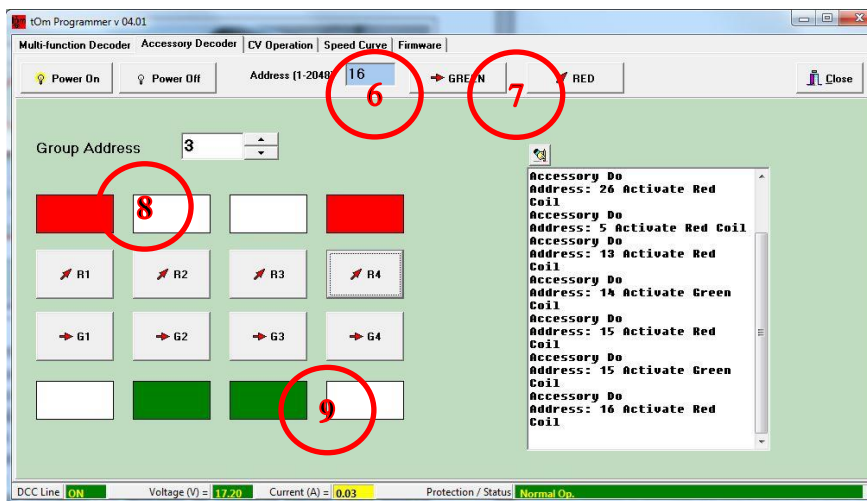 tOm Programmer v 04.01
Multi-function Decoder Accessory Decoder CV Operation Speed Curve Firmware
Power On Power Off Address (1-2048) 16 GREEN RED Close
6 7
Group Address 3
8
R1 R2 R3 R4
G1 G2 G3 G4
9
Accessory Do
Address: 26 Activate Red
Coil
Accessory Do
Address: 5 Activate Red Coil
Accessory Do
Address: 13 Activate Red
Coil
Accessory Do
Address: 14 Activate Green
Coil
Accessory Do
Address: 15 Activate Red
Coil
Accessory Do
Address: 15 Activate Green
Coil
Accessory Do
Address: 16 Activate Red
Coil
DCC Line ON Voltage (V) = 17.20 Current (A) = 0.03 Protection / Status Normal Op.